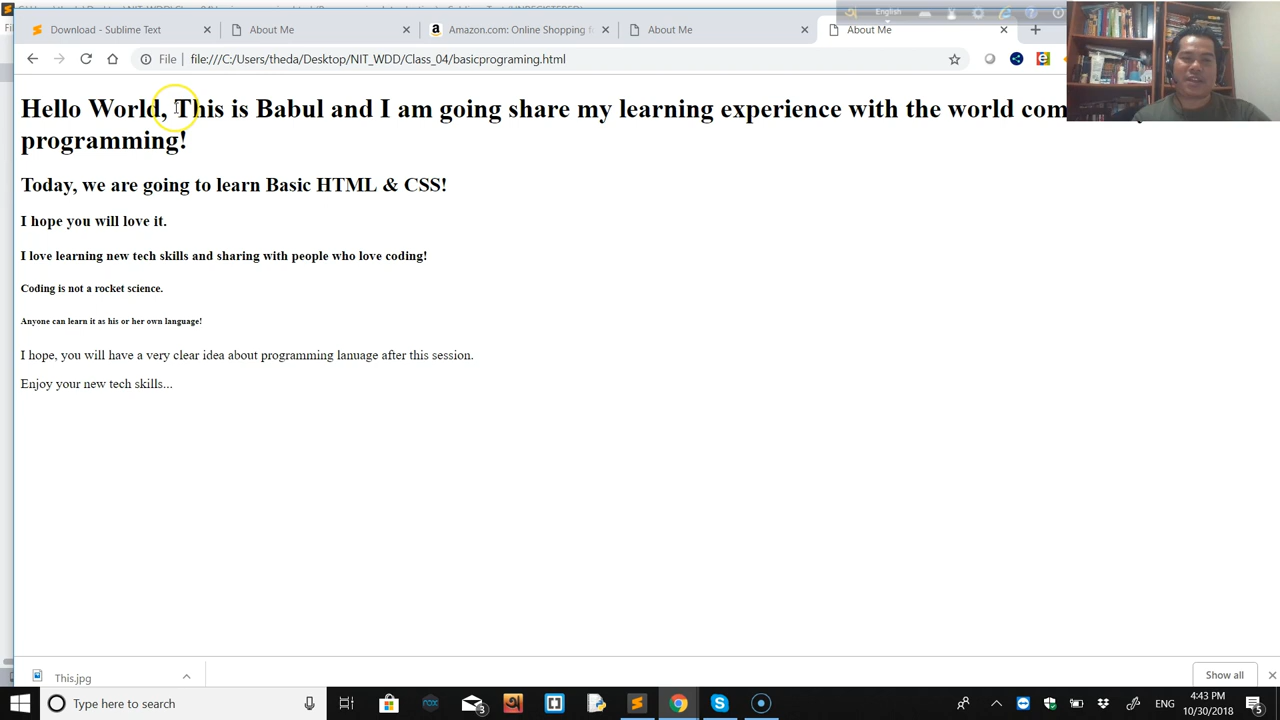 Download - Sublime Text
About Me
Amazon.com: Online Shopping f
About Me
About Me
English
File
file:///C:/Users/theda/Desktop/NIT_WDD/Class_04/basicprograming.html
Hello World, This is Babul and I am going share my learning experience with the world com
programming!
Today, we are going to learn Basic HTML & CSS!
I hope you will love it.
I love learning new tech skills and sharing with people who love coding!
Coding is not a rocket science.
Anyone can learn it as his or her own language!
I hope, you will have a very clear idea about programming lanuage after this session.
Enjoy your new tech skills...
This.jpg
Show all
Type here to search
3
ENG
4:43 PM
10/30/2018
5